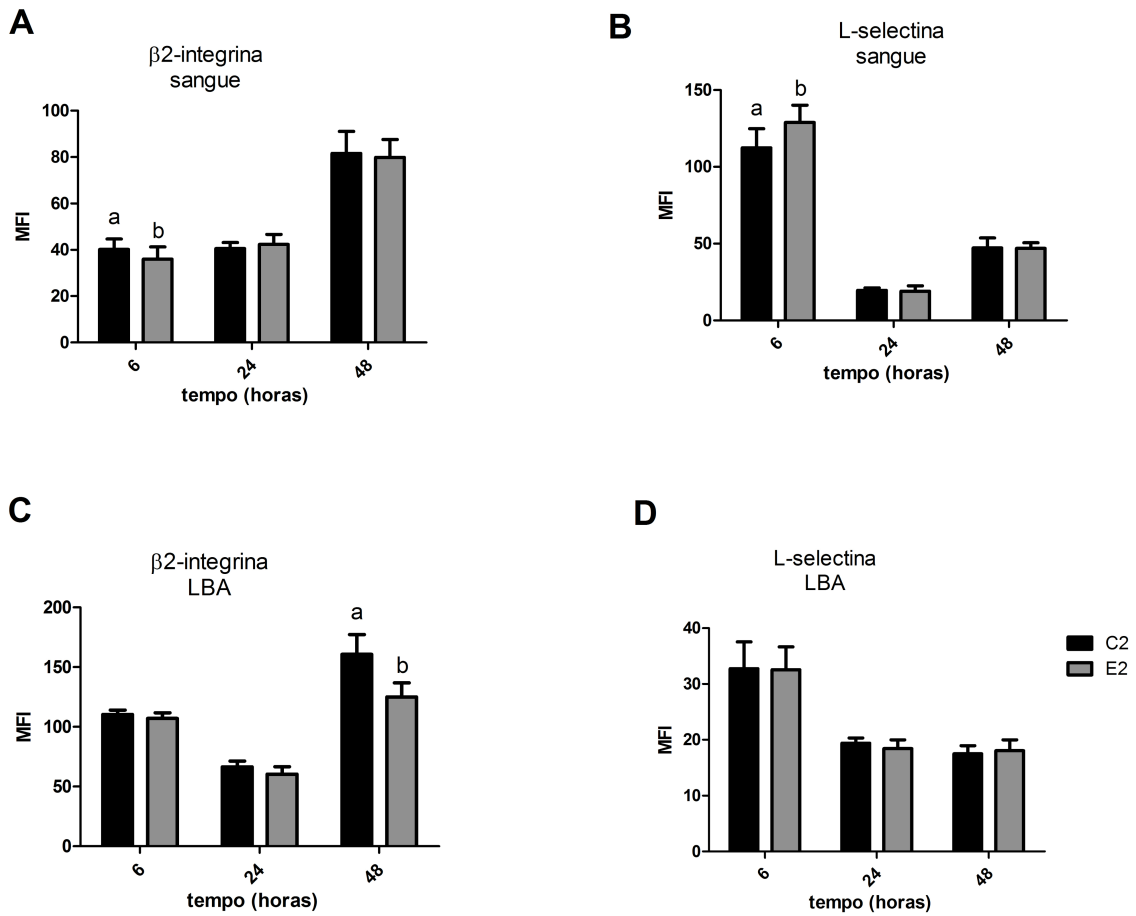 A
β2-integrina
sangue
100
80
60
40
20
0
MFI
a
b
6
24
48
tempo (horas)
B
L-selectina
sangue
150
100
50
0
MFI
a
b
6
24
48
tempo (horas)
C
β2-integrina
LBA
200
150
100
50
0
MFI
a
b
6
24
48
tempo (horas)
D
L-selectina
LBA
40
30
20
10
0
MFI
6
24
48
tempo (horas)
C2
E2